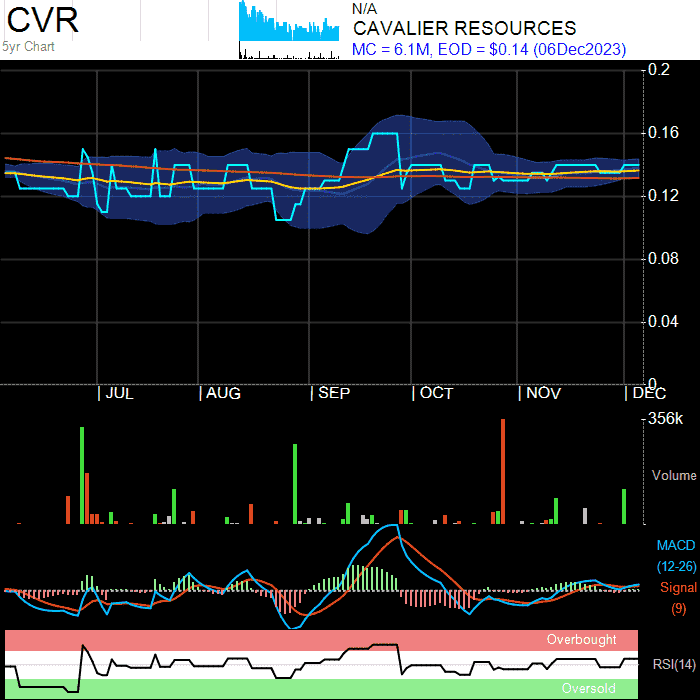 CVR
5yr Chart
N/A
CAVALIER RESOURCES
MC = 6.1M, EOD = $0.14 (06Dec2023)
0.2
0.16
0.12
0.08
0.04
0
| JUL | AUG | SEP | OCT | NOV | DEC
356k
Volume
MACD
(12-26)
Signal
(9)
Overbought
RSI(14)
Oversold